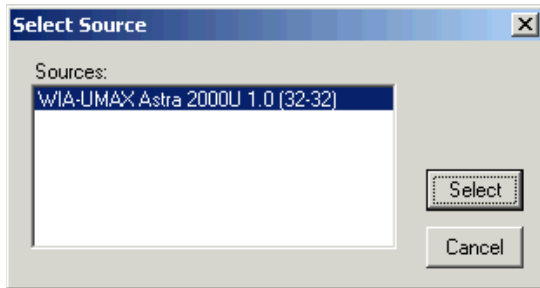 Select Source
Sources:
WIA-UMAX Astra 2000U 1.0 (32-32)
Select
Cancel